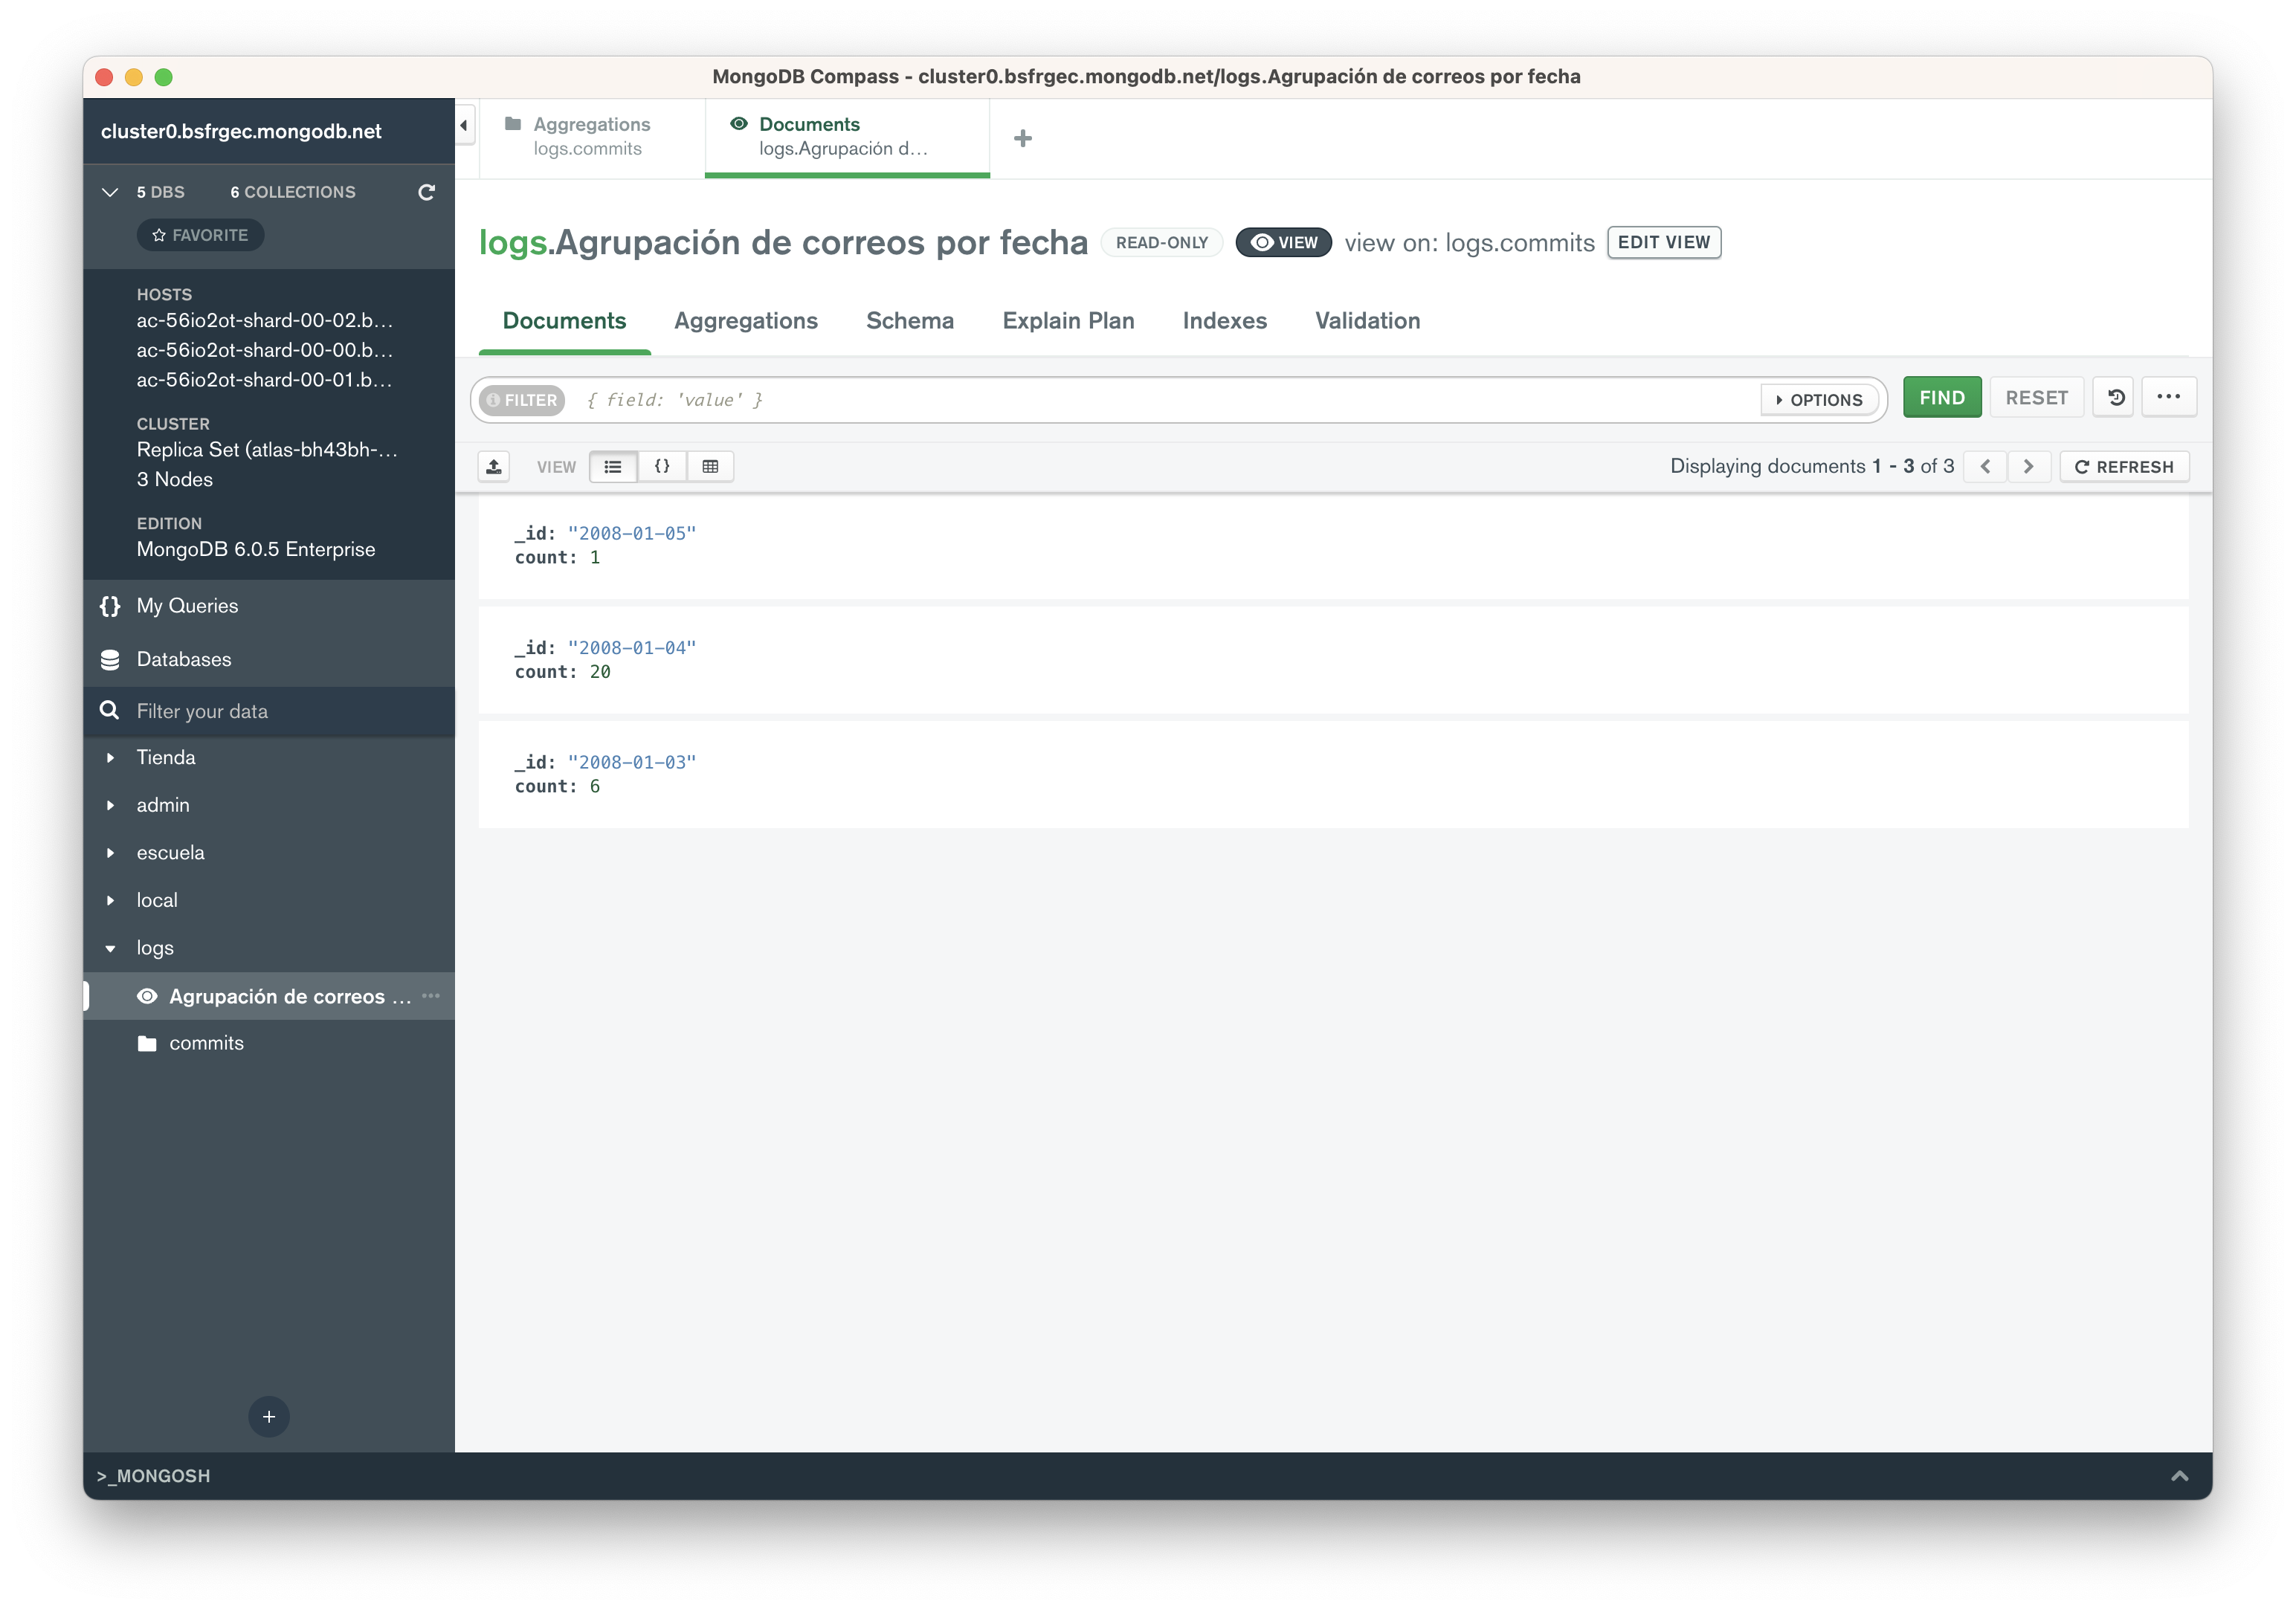 MongoDB Compass - cluster0.bsfrgec.mongodb.net/logs.Agrupación de correos por fecha
cluster0.bsfrgec.mongodb.net
5 DBS 6 COLLECTIONS
FAVORITE
HOSTS
ac-56io2ot-shard-00-02.b...
ac-56io2ot-shard-00-00.b...
ac-56io2ot-shard-00-01.b...
CLUSTER
Replica Set (atlas-bh43bh-...
3 Nodes
EDITION
MongoDB 6.0.5 Enterprise
{} My Queries
Databases
Filter your data
Tienda
admin
escuela
local
logs
Agrupación de correos ... •••
commits
+
Aggregations
logs.commits
Documents
logs.Agrupación d...
+
logs.Agrupación de correos por fecha READ-ONLY VIEW view on: logs.commits EDIT VIEW
Documents Aggregations Schema Explain Plan Indexes Validation
FILTER { field: 'value' } OPTIONS FIND RESET •••
VIEW {} Displaying documents 1 - 3 of 3 REFRESH
_id: "2008-01-05"
count: 1
_id: "2008-01-04"
count: 20
_id: "2008-01-03"
count: 6
>_MONGOSH